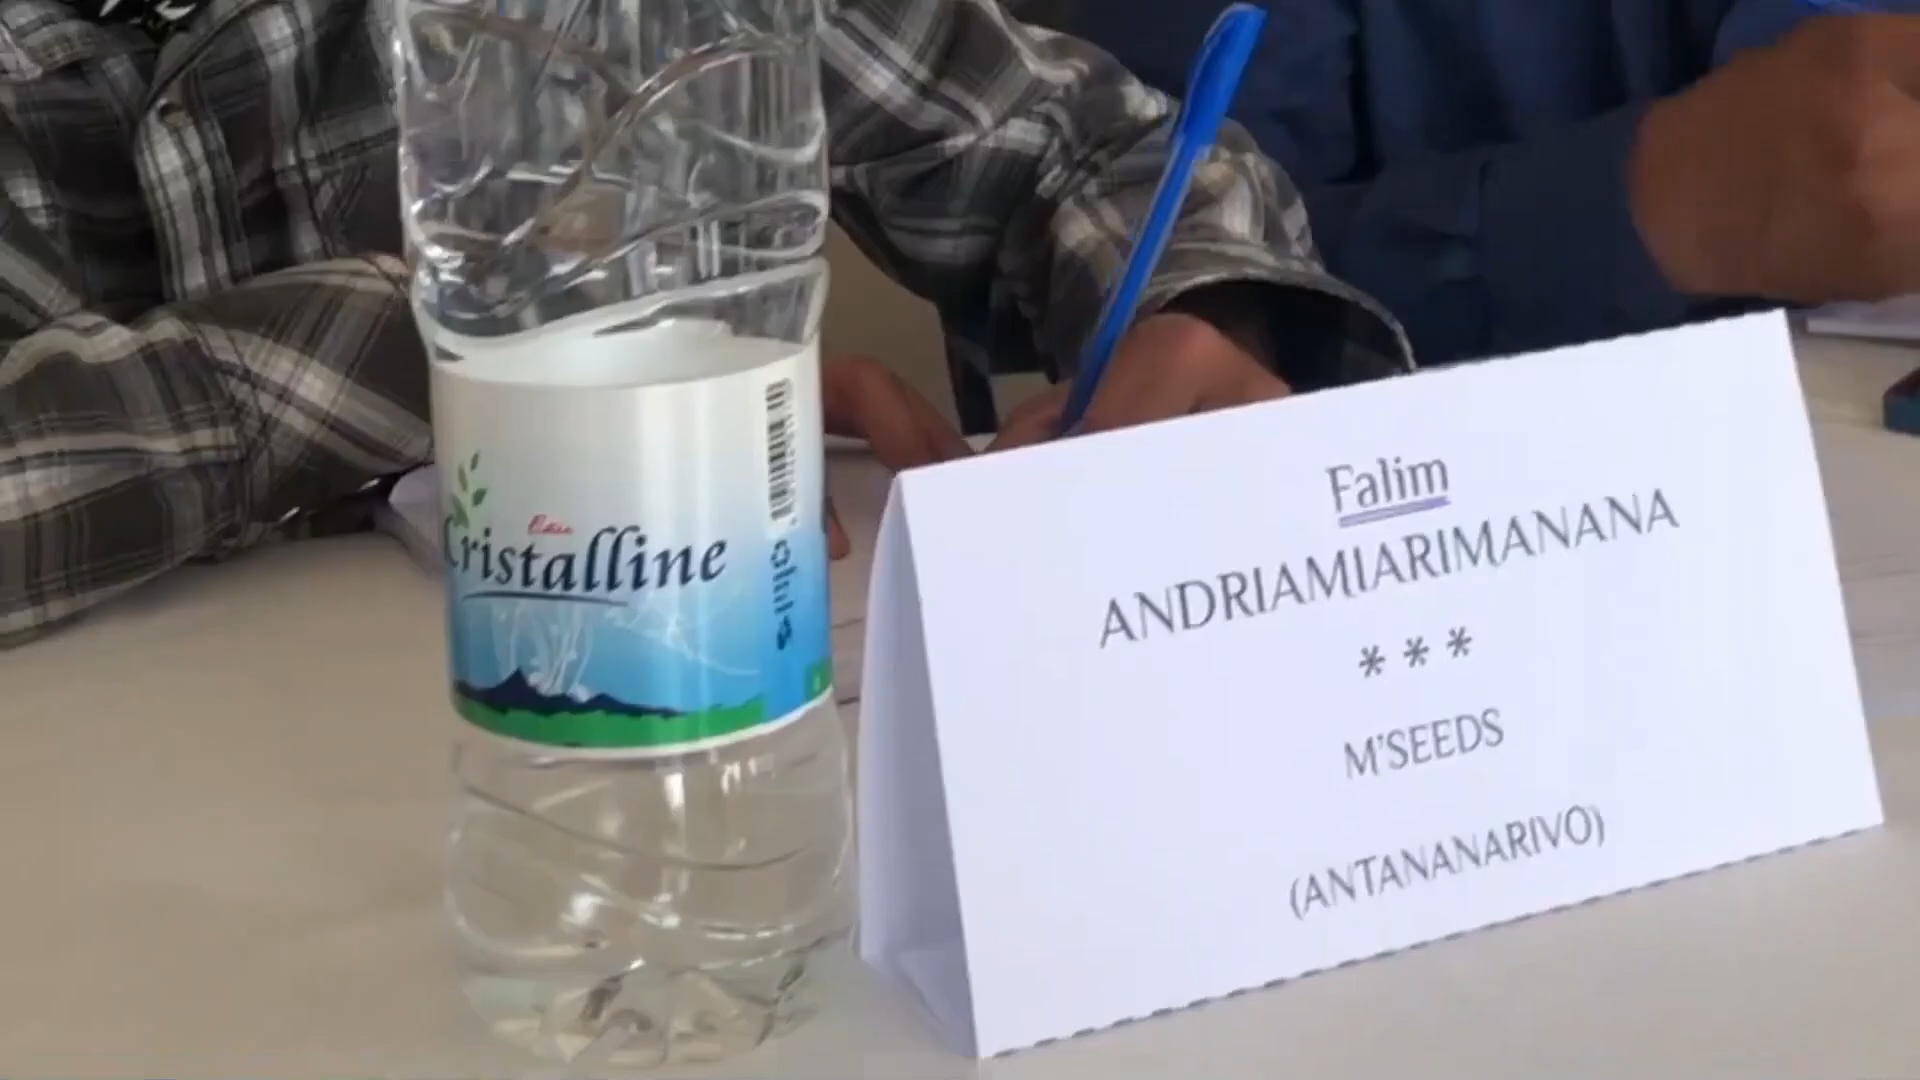 Cristalline
Falim
ANDRIAMIARIMANANA
* * *
M'SEEDS
(ANTANANARIVO)